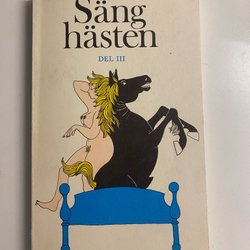 Säng
hästen
DEL III